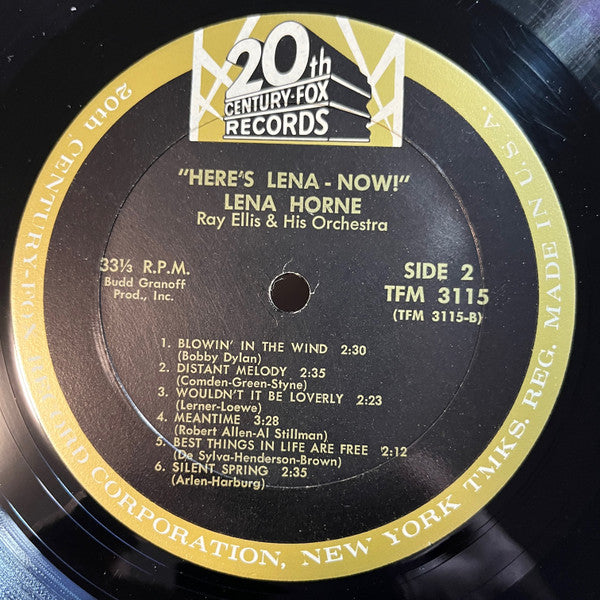 20th
CENTURY-FOX
RECORDS
"HERE'S LENA - NOW!"
LENA HORNE
Ray Ellis & His Orchestra
33⅓ R.P.M.
Budd Granoff
Prod., Inc.
SIDE 2
TFM 3115
(TFM 3115-B)
1. BLOWIN' IN THE WIND 2:30
(Bobby Dylan)
2. DISTANT MELODY 2:35
(Comden-Green-Styne)
3. WOULDN'T IT BE LOVERLY 2:23
(Lerner-Loewe)
4. MEANTIME 3:28
(Robert Allen-Al Stillman)
5. BEST THINGS IN LIFE ARE FREE 2:12
(De Sylva-Henderson-Brown)
6. SILENT SPRING 2:35
(Arlen-Harburg)
20th CENTURY-FOX LIMITED CORPORATION, NEW YORK TMKS. REG. MADE IN U.S.A.